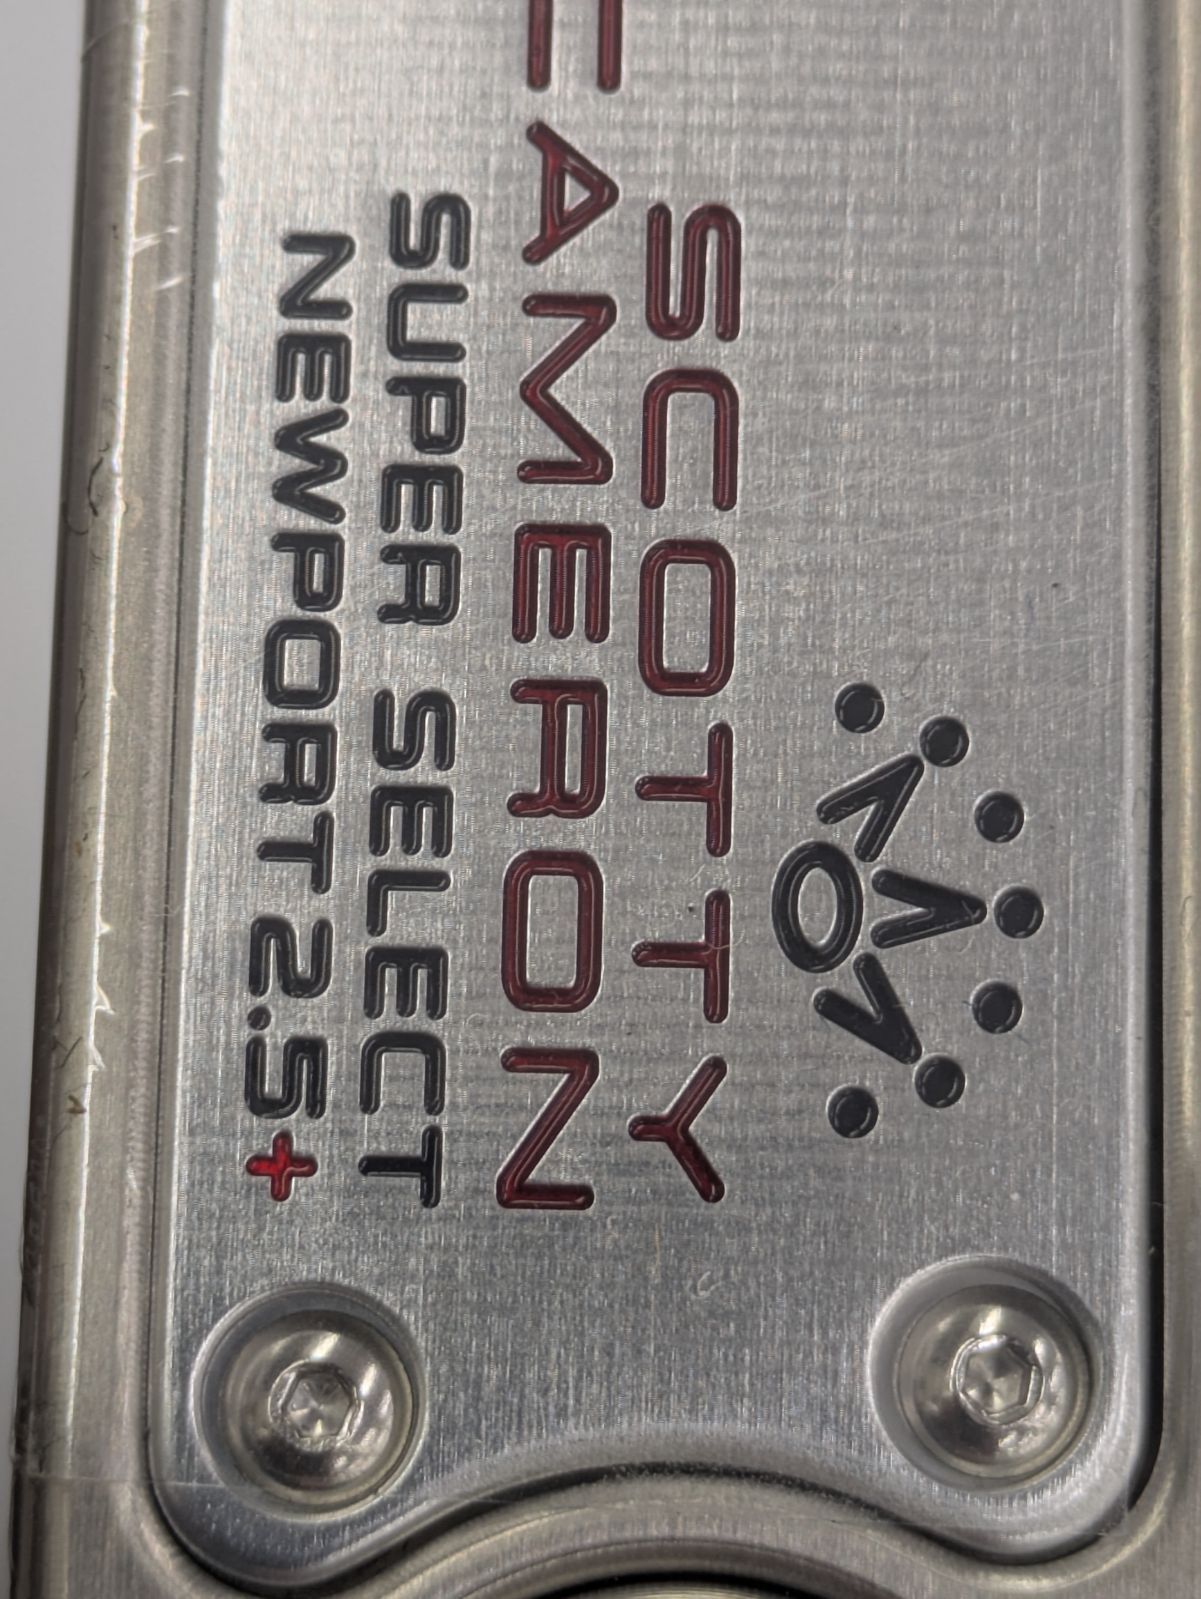 SCOTTY
CAMERON
SUPER SELECT
NEWPORT 2.5+